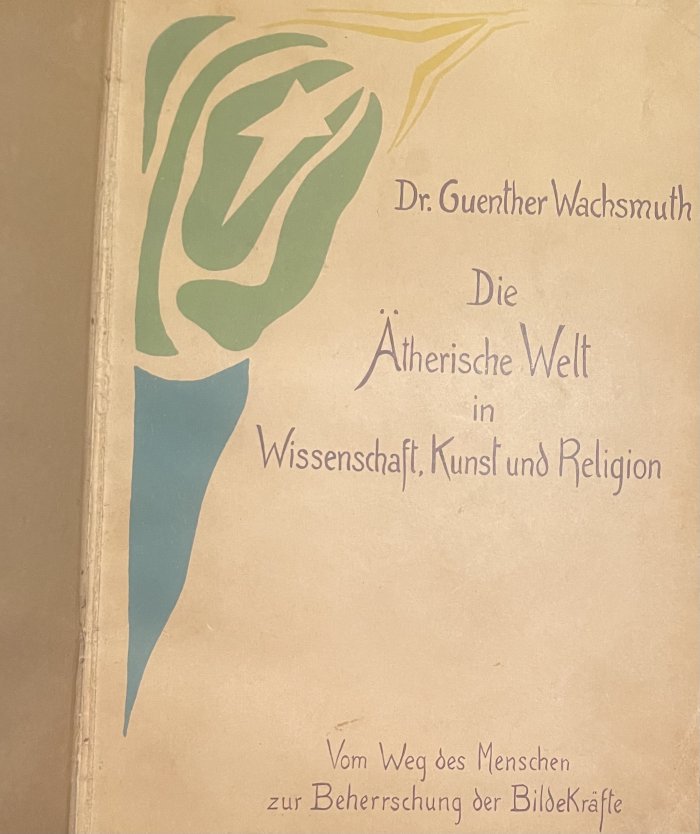 Dr. Guenther Wachsmuth
Die
Ätherische Welt
in
Wissenschaft, Kunst und Religion
Vom Weg des Menschen
zur Beherrschung der BildeKräfte